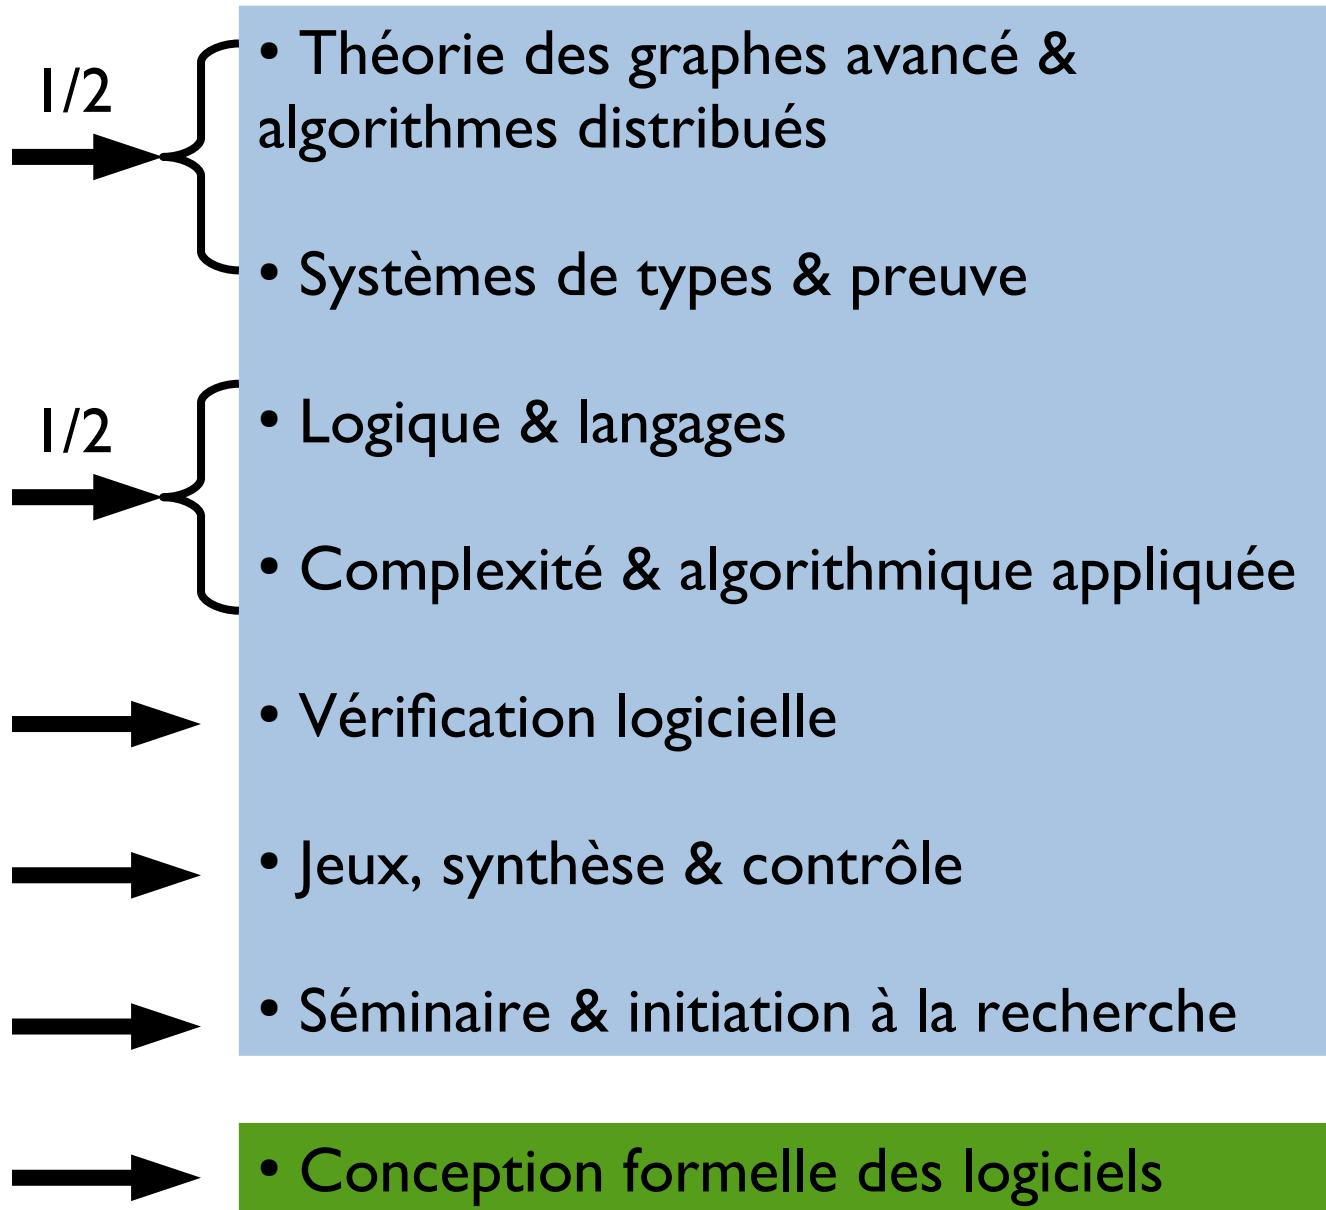 1/2
• Théorie des graphes avancé &
algorithmes distribués
• Systèmes de types & preuve
1/2
• Logique & langages
• Complexité & algorithmique appliquée
• Vérification logicielle
• Jeux, synthèse & contrôle
• Séminaire & initiation à la recherche
• Conception formelle des logiciels